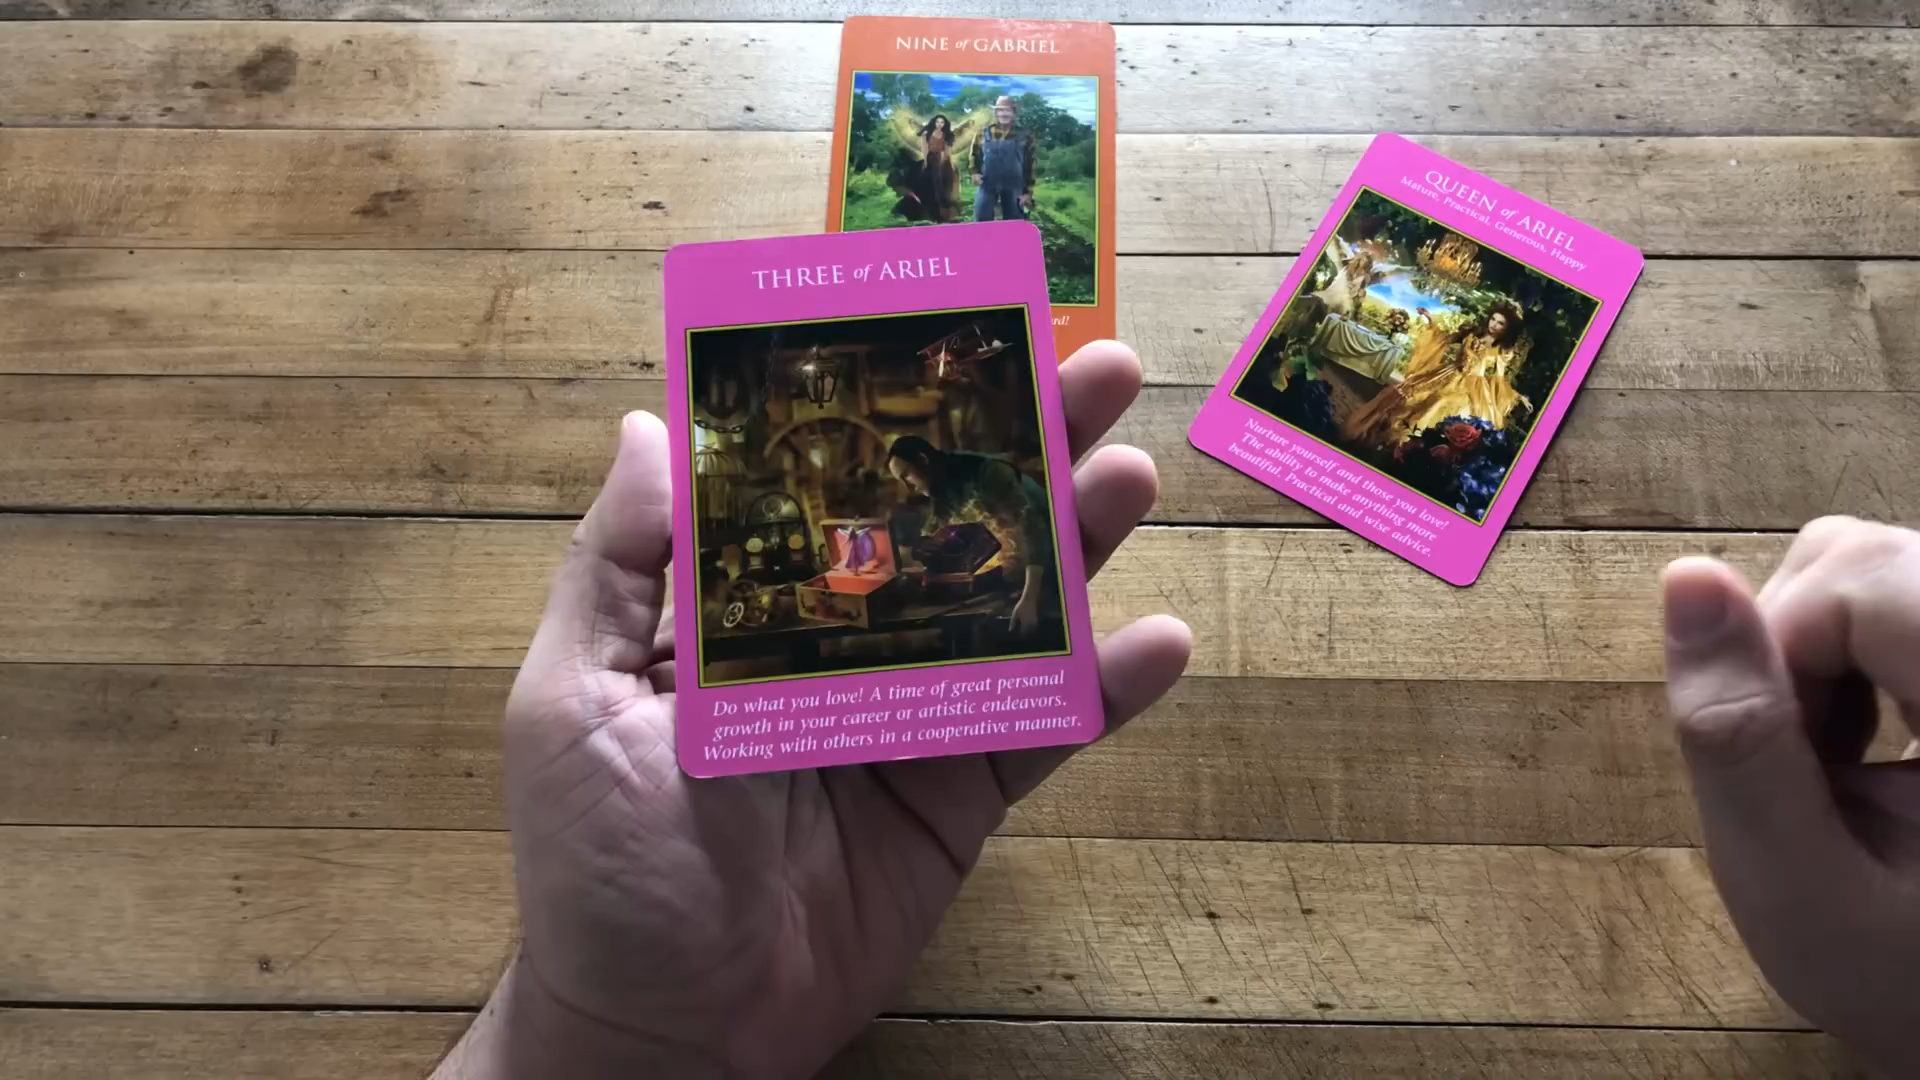 NINE of GABRIEL
rd!
THREE of ARIEL
Do what you love! A time of great personal
growth in your career or artistic endeavors.
Working with others in a cooperative manner.
QUEEN of ARIEL
Mature, Practical, Generous, Happy
Nurture yourself and those you love!
The ability to make anything more
beautiful. Practical and wise advice.